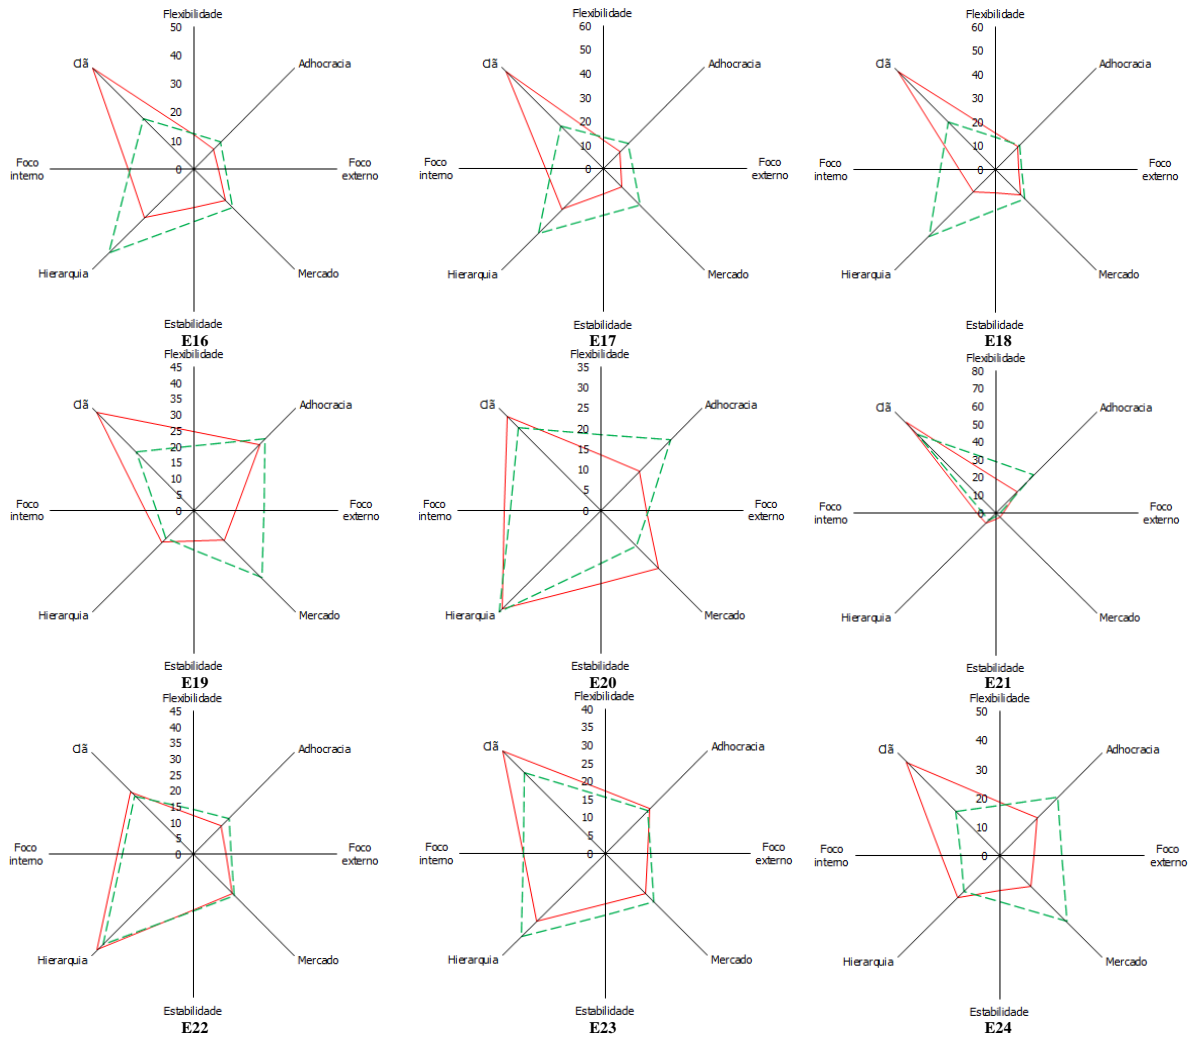 Flexibilidade
50
40
30
20
10
0
Clã
Adhocracia
Foco
interno
Foco
externo
Hierarquia
Mercado
Estabilidade
E16
Flexibilidade
60
50
40
30
20
10
0
Clã
Adhocracia
Foco
interno
Foco
externo
Hierarquia
Mercado
Estabilidade
E17
Flexibilidade
60
50
40
30
20
10
0
Clã
Adhocracia
Foco
interno
Foco
externo
Hierarquia
Mercado
Estabilidade
E18
Flexibilidade
45
40
35
30
25
20
15
10
5
0
Clã
Adhocracia
Foco
interno
Foco
externo
Hierarquia
Mercado
Estabilidade
E19
Flexibilidade
35
30
25
20
15
10
5
0
Clã
Adhocracia
Foco
interno
Foco
externo
Hierarquia
Mercado
Estabilidade
E20
Flexibilidade
80
70
60
50
40
30
20
10
0
Clã
Adhocracia
Foco
interno
Foco
externo
Hierarquia
Mercado
Estabilidade
E21
Flexibilidade
45
40
35
30
25
20
15
10
5
0
Clã
Adhocracia
Foco
interno
Foco
externo
Hierarquia
Mercado
Estabilidade
E22
Flexibilidade
40
35
30
25
20
15
10
5
0
Clã
Adhocracia
Foco
interno
Foco
externo
Hierarquia
Mercado
Estabilidade
E23
Flexibilidade
50
40
30
20
10
0
Clã
Adhocracia
Foco
interno
Foco
externo
Hierarquia
Mercado
Estabilidade
E24